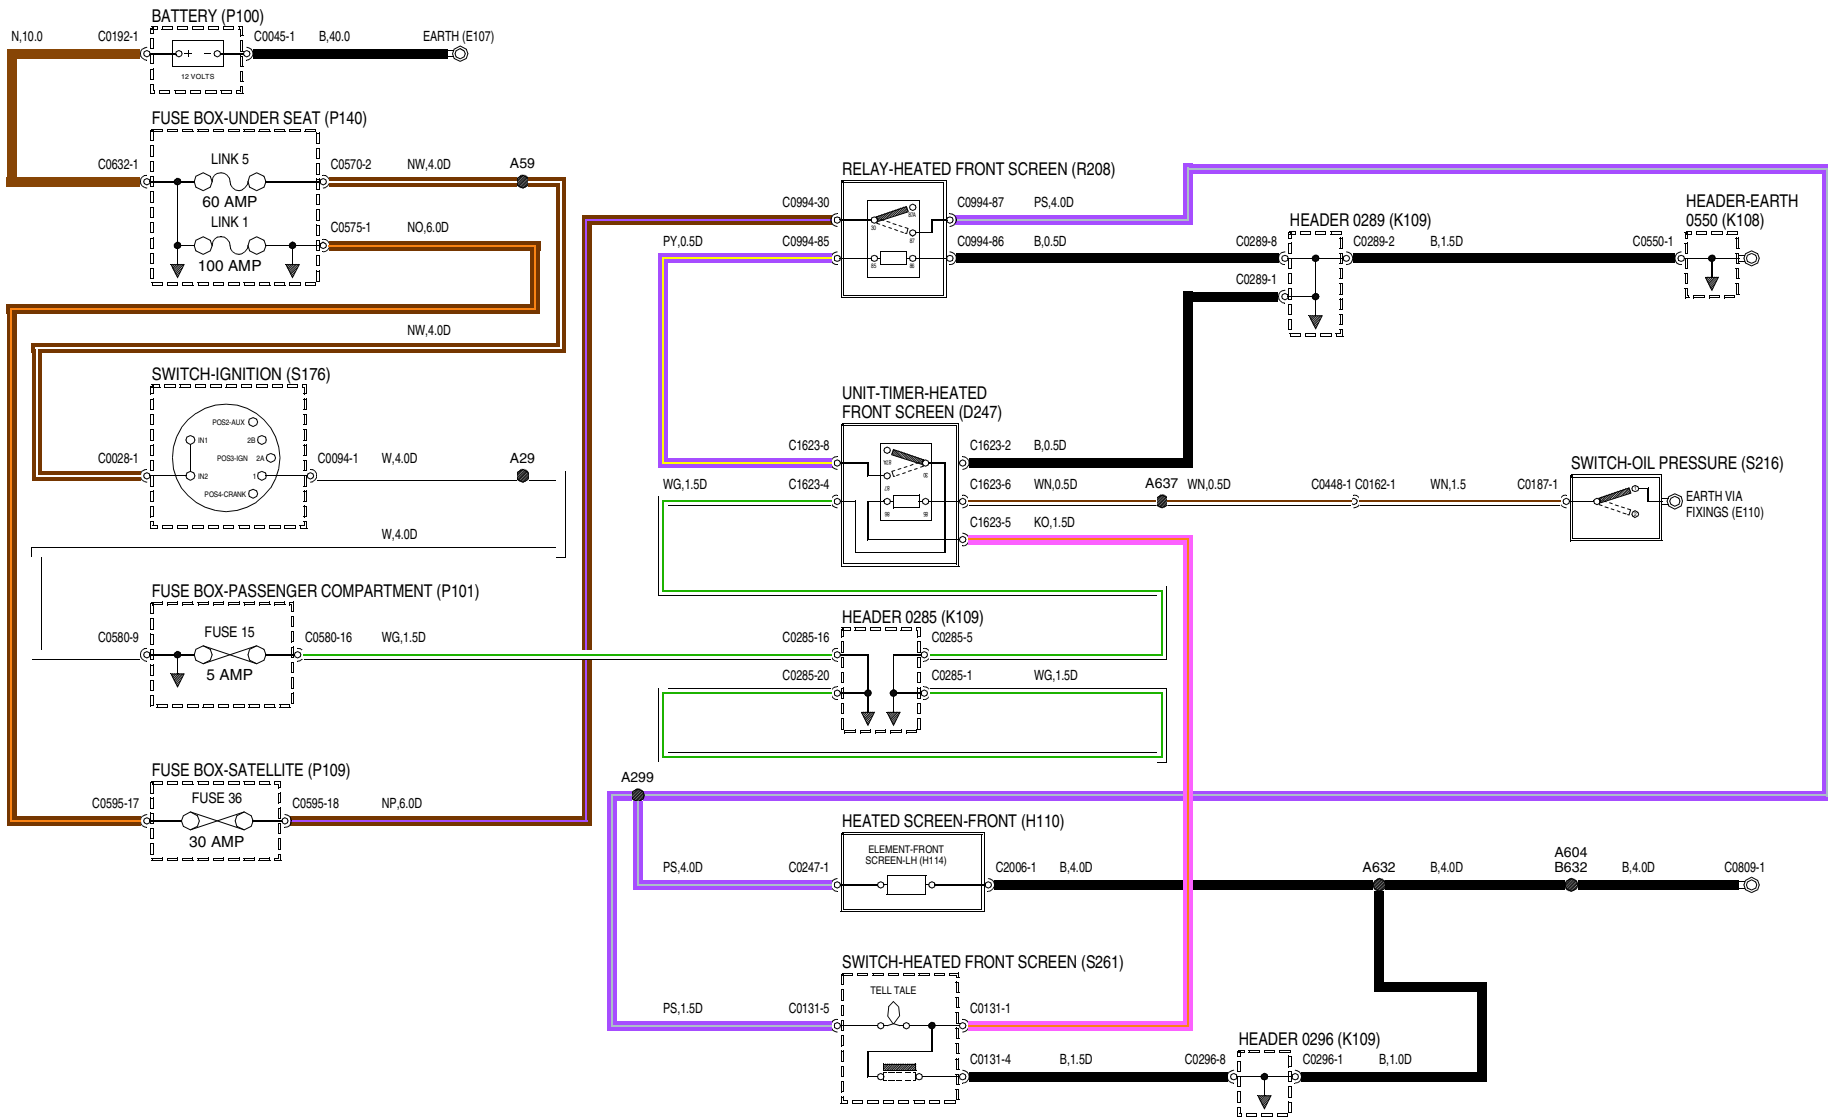 BATTERY (P100)
N,10.0
C0192-1
C0045-1
B,40.0
EARTH (E107)
12 VOLTS
FUSE BOX-UNDER SEAT (P140)
C0632-1
LINK 5
60 AMP
C0570-2
NW,4.0D
A59
LINK 1
100 AMP
C0575-1
NO,6.0D
NW,4.0D
SWITCH-IGNITION (S176)
POS2-AUX
IN1
2B
POS3-IGN
2A
IN2
1
POS4-CRANK
C0028-1
C0094-1
W,4.0D
A29
W,4.0D
FUSE BOX-PASSENGER COMPARTMENT (P101)
C0580-9
FUSE 15
5 AMP
C0580-16
WG,1.5D
FUSE BOX-SATELLITE (P109)
C0595-17
FUSE 36
30 AMP
C0595-18
NP,6.0D
RELAY-HEATED FRONT SCREEN (R208)
C0994-30
C0994-87
PS,4.0D
87A
30
87
PY,0.5D
C0994-85
C0994-86
B,0.5D
85
86
HEADER 0289 (K109)
C0289-8
C0289-2
B,1.5D
C0289-1
HEADER-EARTH
0550 (K108)
C0550-1
UNIT-TIMER-HEATED
FRONT SCREEN (D247)
C1623-8
C1623-2
B,0.5D
87A
30
87
WG,1.5D
C1623-4
C1623-6
WN,0.5D
A637
WN,0.5D
C0448-1
C0162-1
WN,1.5
C0187-1
86
85
C1623-5
KO,1.5D
SWITCH-OIL PRESSURE (S216)
EARTH VIA
FIXINGS (E110)
HEADER 0285 (K109)
C0285-16
C0285-5
C0285-20
C0285-1
WG,1.5D
A299
HEATED SCREEN-FRONT (H110)
ELEMENT-FRONT
SCREEN-LH (H114)
PS,4.0D
C0247-1
C2006-1
B,4.0D
A632
B,4.0D
A604
B632
B,4.0D
C0809-1
SWITCH-HEATED FRONT SCREEN (S261)
TELL TALE
PS,1.5D
C0131-5
C0131-1
C0131-4
B,1.5D
HEADER 0296 (K109)
C0296-8
C0296-1
B,1.0D